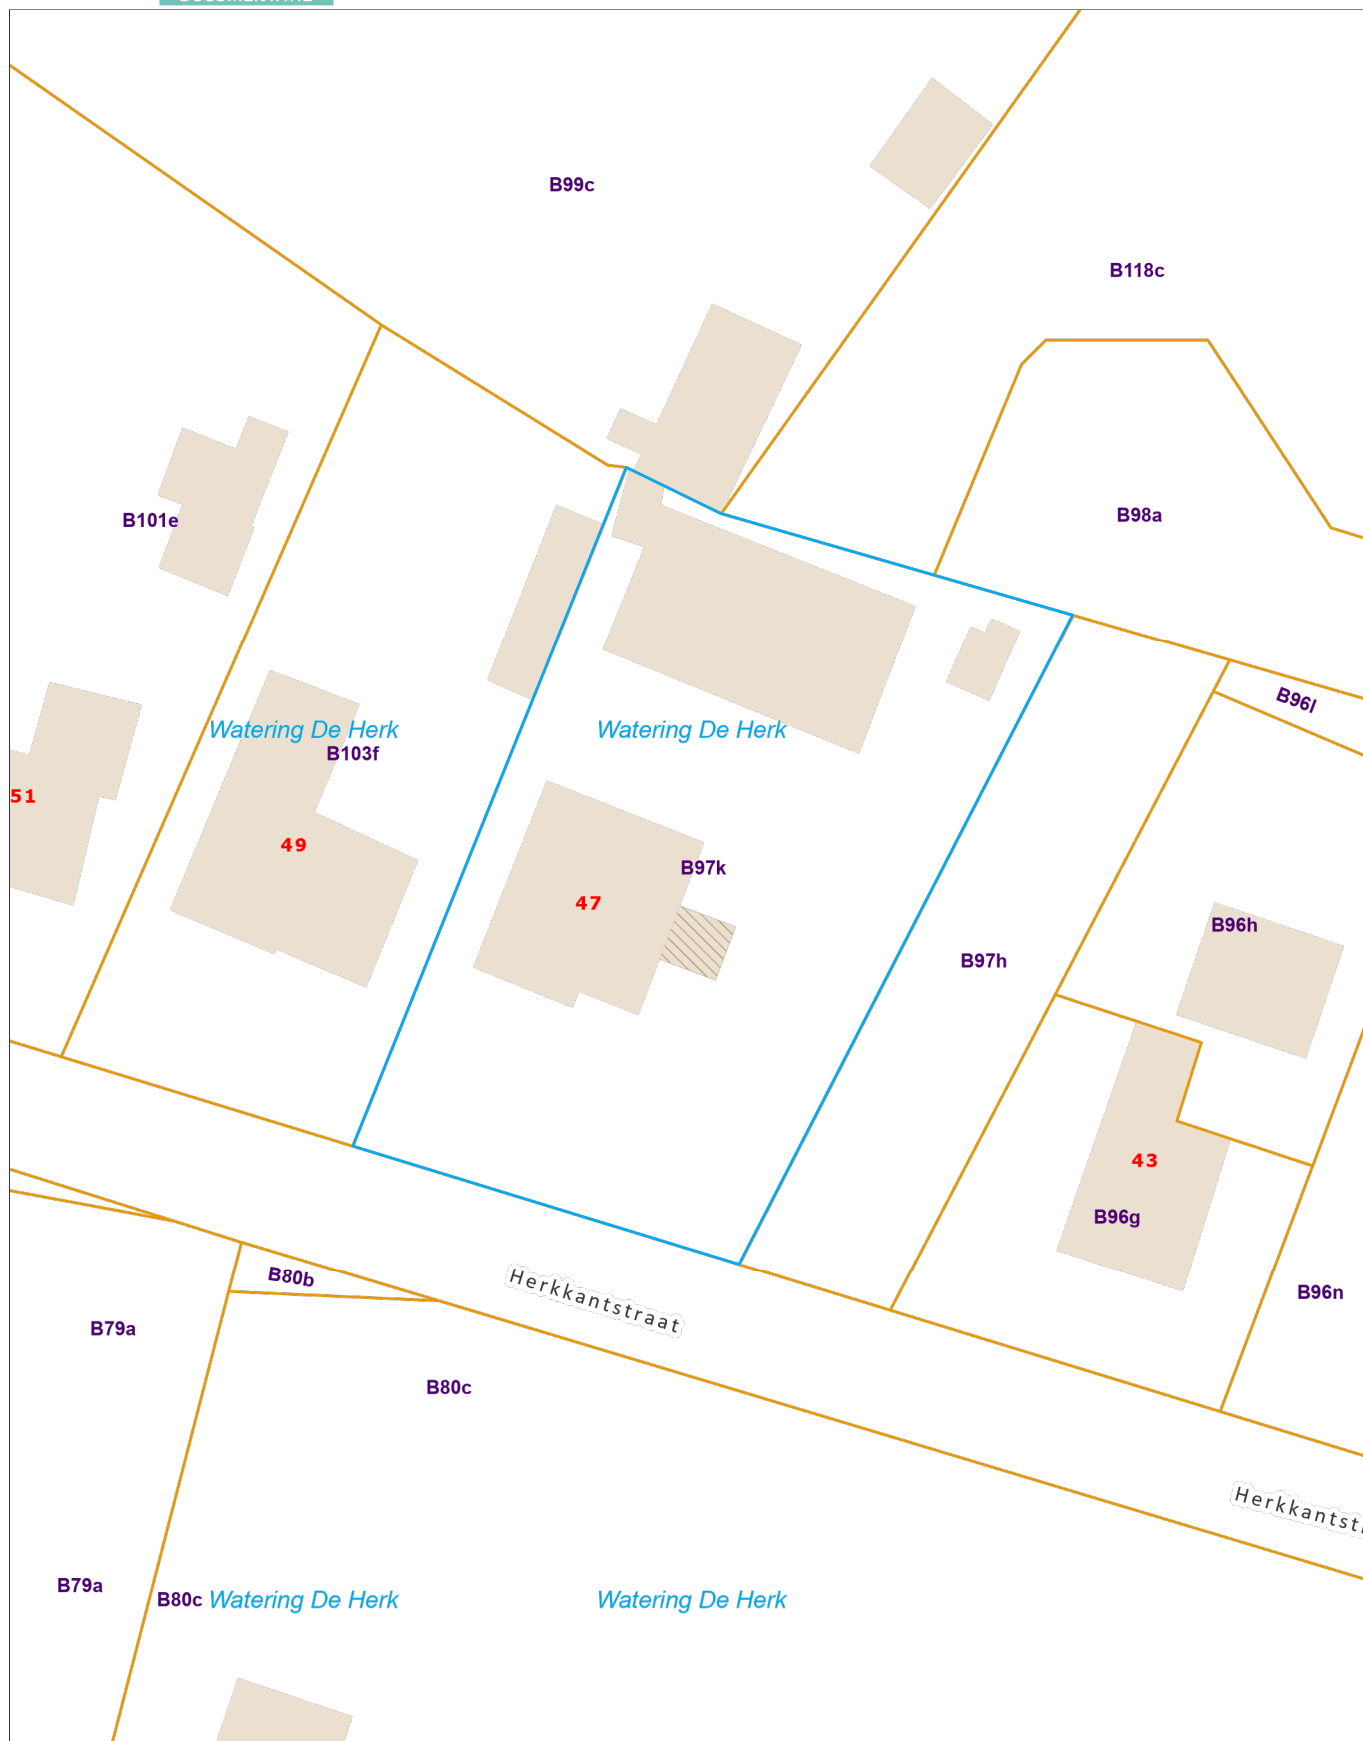 B99c
B118c
B98a
B101e
B96l
Watering De Herk
Watering De Herk
B103f
51
49
B97k
47
B96h
B97h
43
B96g
B80b
Herkkantstraat
B96n
B79a
B80c
Herkkantst
B79a
B80c
Watering De Herk
Watering De Herk